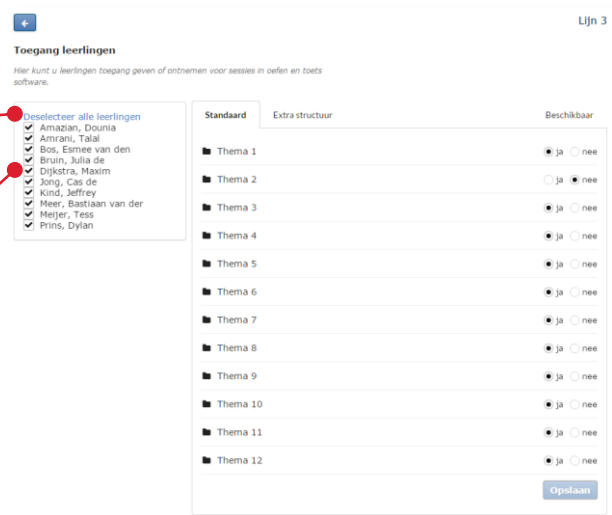 Lijn 3
Toegang leerlingen
Hier kunt u leerlingen toegang geven of ontnemen voor sessies in oefen en toets
software.
Deselecteer alle leerlingen
Amazian, Dounia
Amrani, Talal
Bos, Esmee van den
Bruin, Julia de
Dijkstra, Maxim
Jong, Cas de
Kind, Jeffrey
Meer, Bastiaan van der
Meijer, Tess
Prins, Dylan
Standaard Extra structuur Beschikbaar
Thema 1 ja nee
Thema 2 ja nee
Thema 3 ja nee
Thema 4 ja nee
Thema 5 ja nee
Thema 6 ja nee
Thema 7 ja nee
Thema 8 ja nee
Thema 9 ja nee
Thema 10 ja nee
Thema 11 ja nee
Thema 12 ja nee
Opslaan